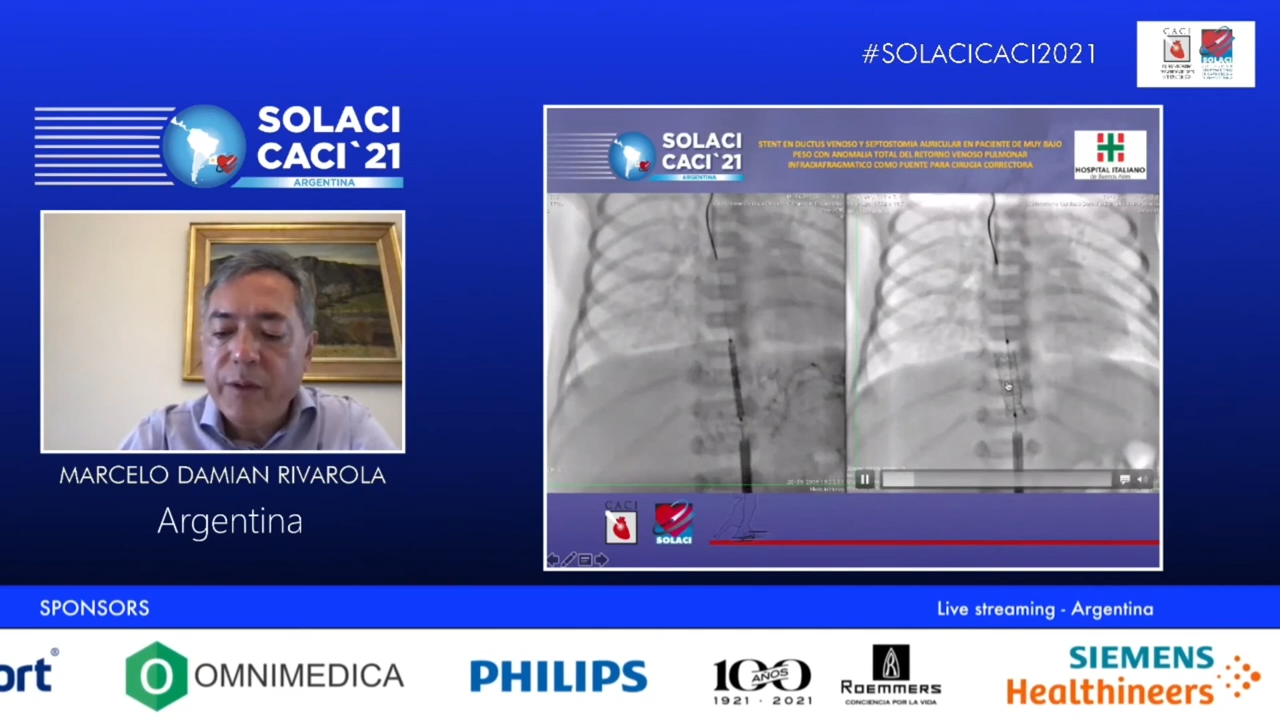 #SOLACICACI2021
CACI
SOLACI
SOLACI
CACI`21
ARGENTINA
SOLACI
CACI`21
ARGENTINA
STENT EN DUCTUS VENOSO Y SEPTOSTOMIA AURICULAR EN PACIENTE DE MUY BAJO
PESO CON ANOMALIA TOTAL DEL RETORNO VENOSO PULMONAR
INFRADIAFRAGMATICO COMO PUENTE PARA CIRUGIA CORRECTORA
HOSPITAL ITALIANO
de Buenos Aires
MARCELO DAMIAN RIVAROLA
Argentina
CACI
SOLACI
SPONSORS
Live streaming - Argentina
ort®
OMNIMEDICA
PHILIPS
100
AÑOS
1921 - 2021
ROEMMERS
CONCIENCIA POR LA VIDA
SIEMENS
Healthineers